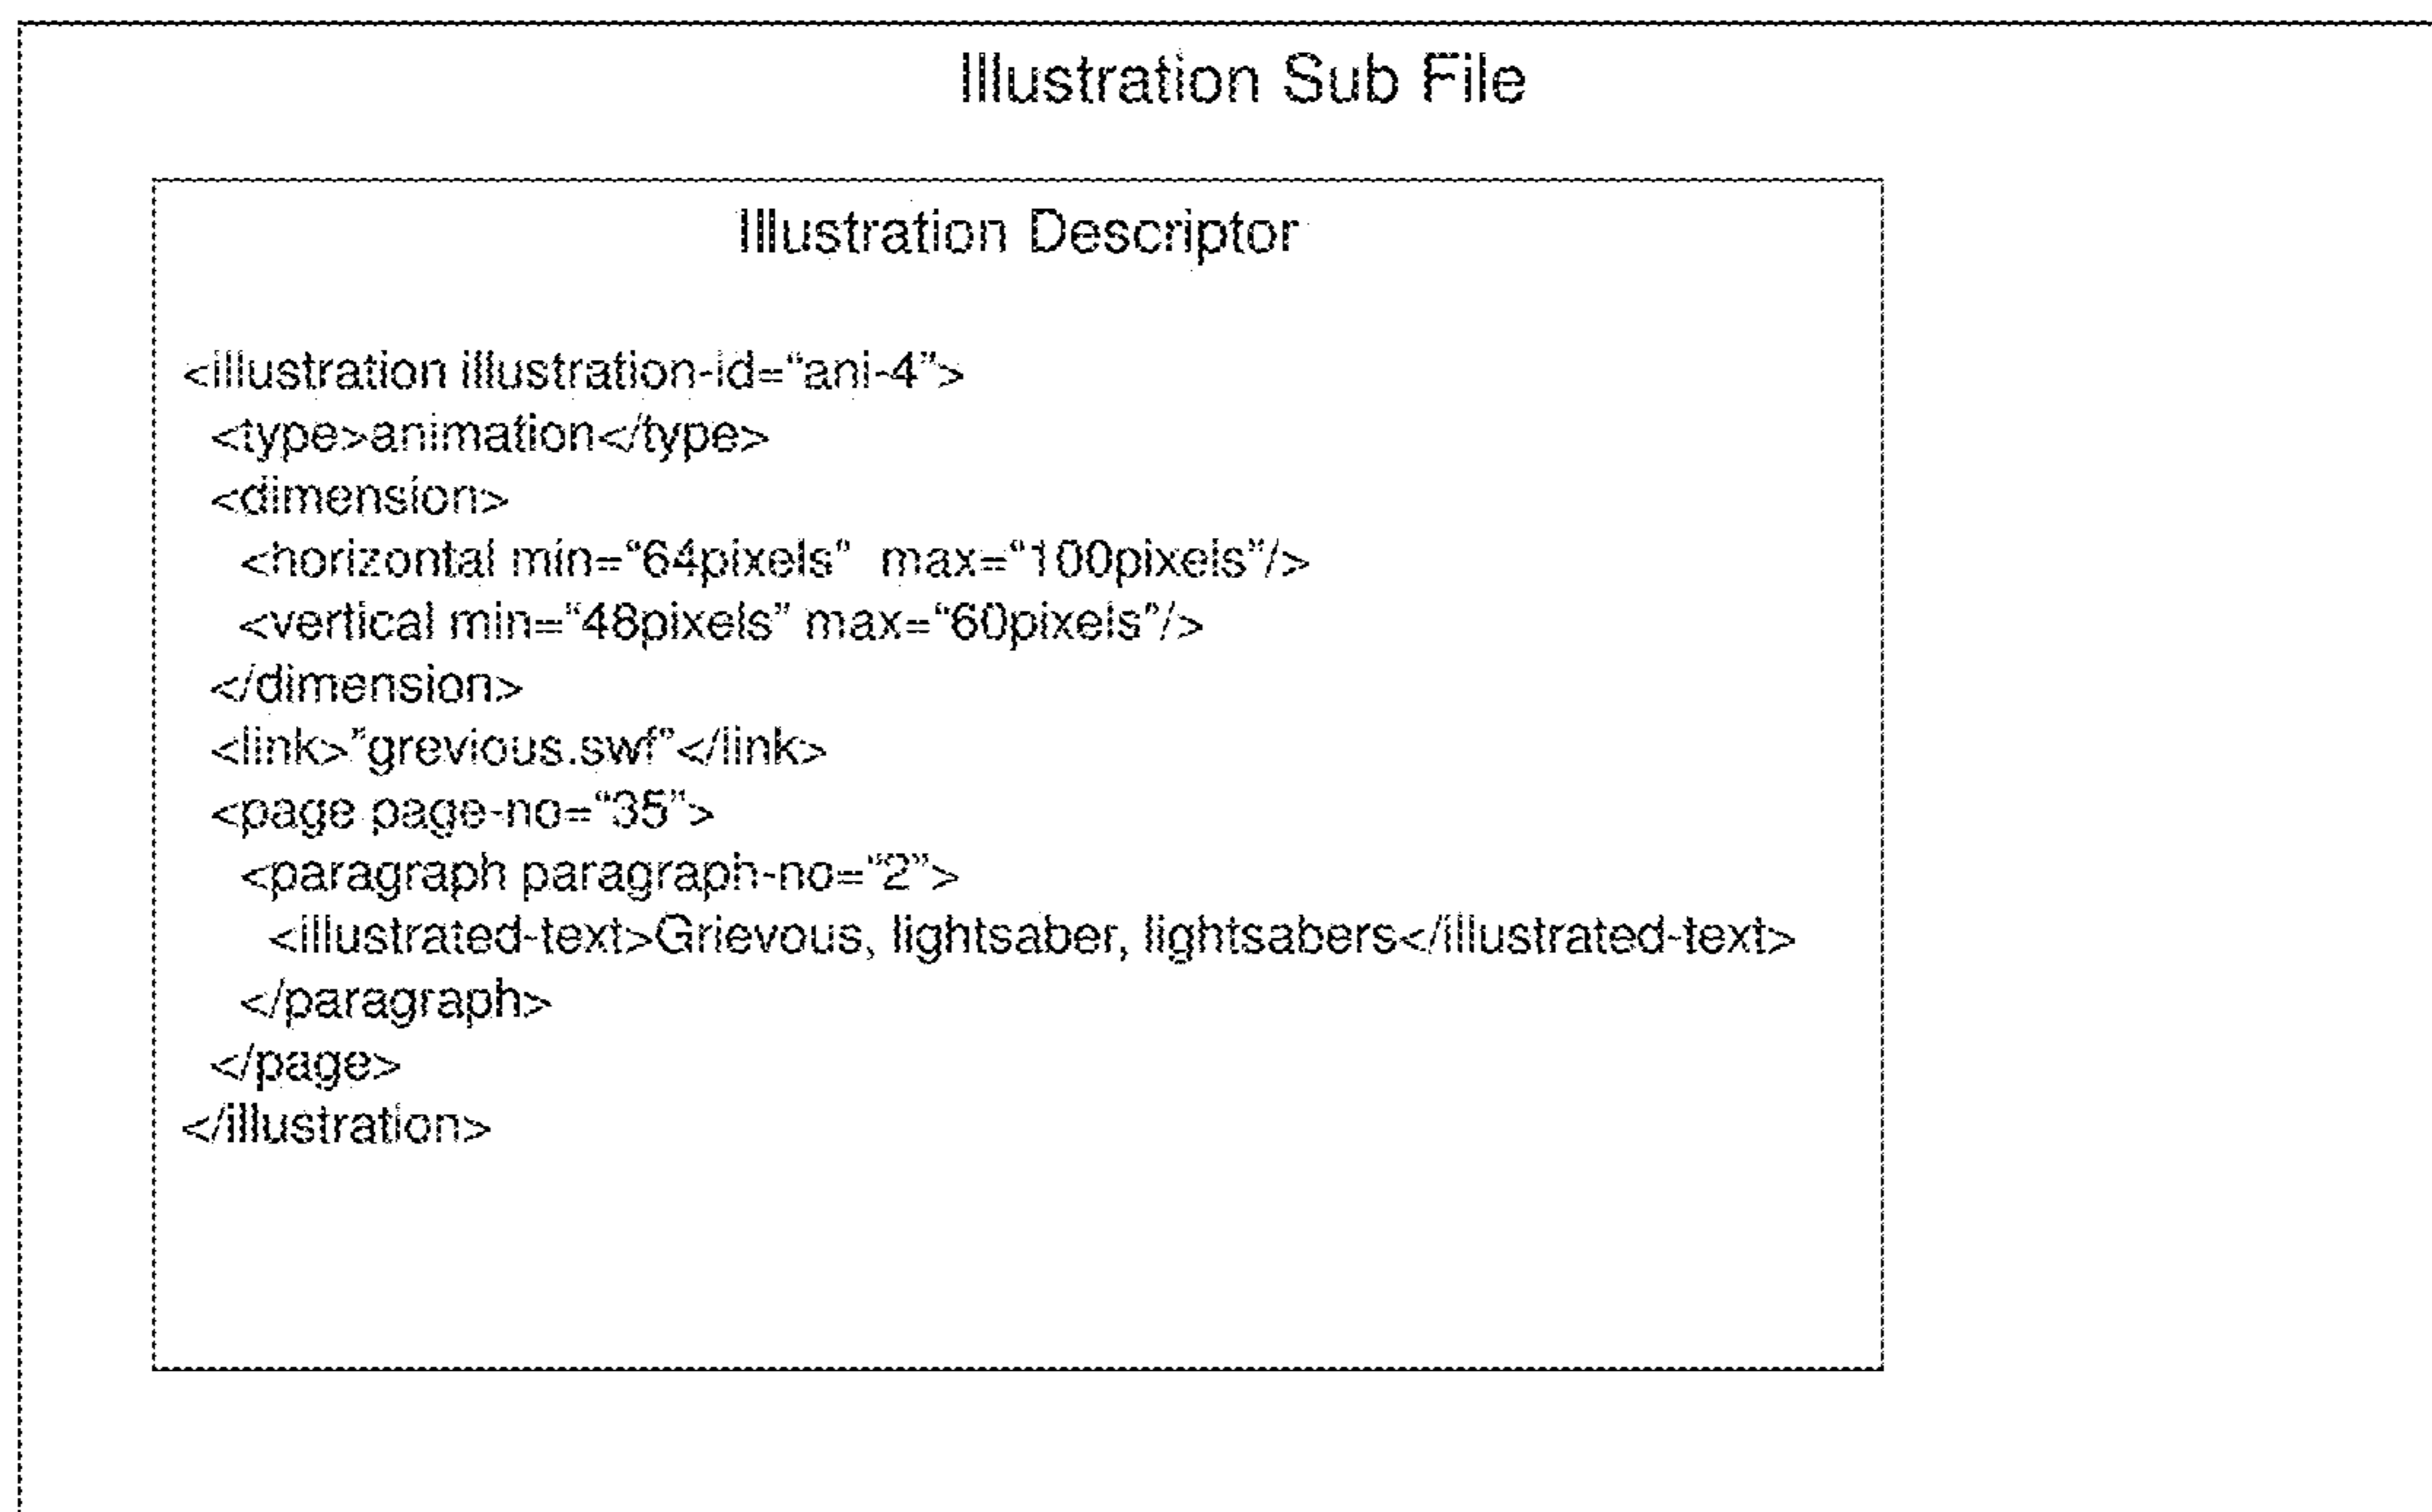 Illustration Sub File
Illustration Descriptor
<illustration illustration-id=“ani-4”>
<type>animation</type>
<dimension>
<horizontal min=“64pixels” max=“100pixels”/>
<vertical min=“48pixels” max=“60pixels”/>
</dimension>
<link>”grevious.swf”</link>
<page page-no=“35”>
<paragraph paragraph-no=“2”>
<illustrated-text>Grievous, lightsaber, lightsabers</illustrated-text>
</paragraph>
</page>
</illustration>